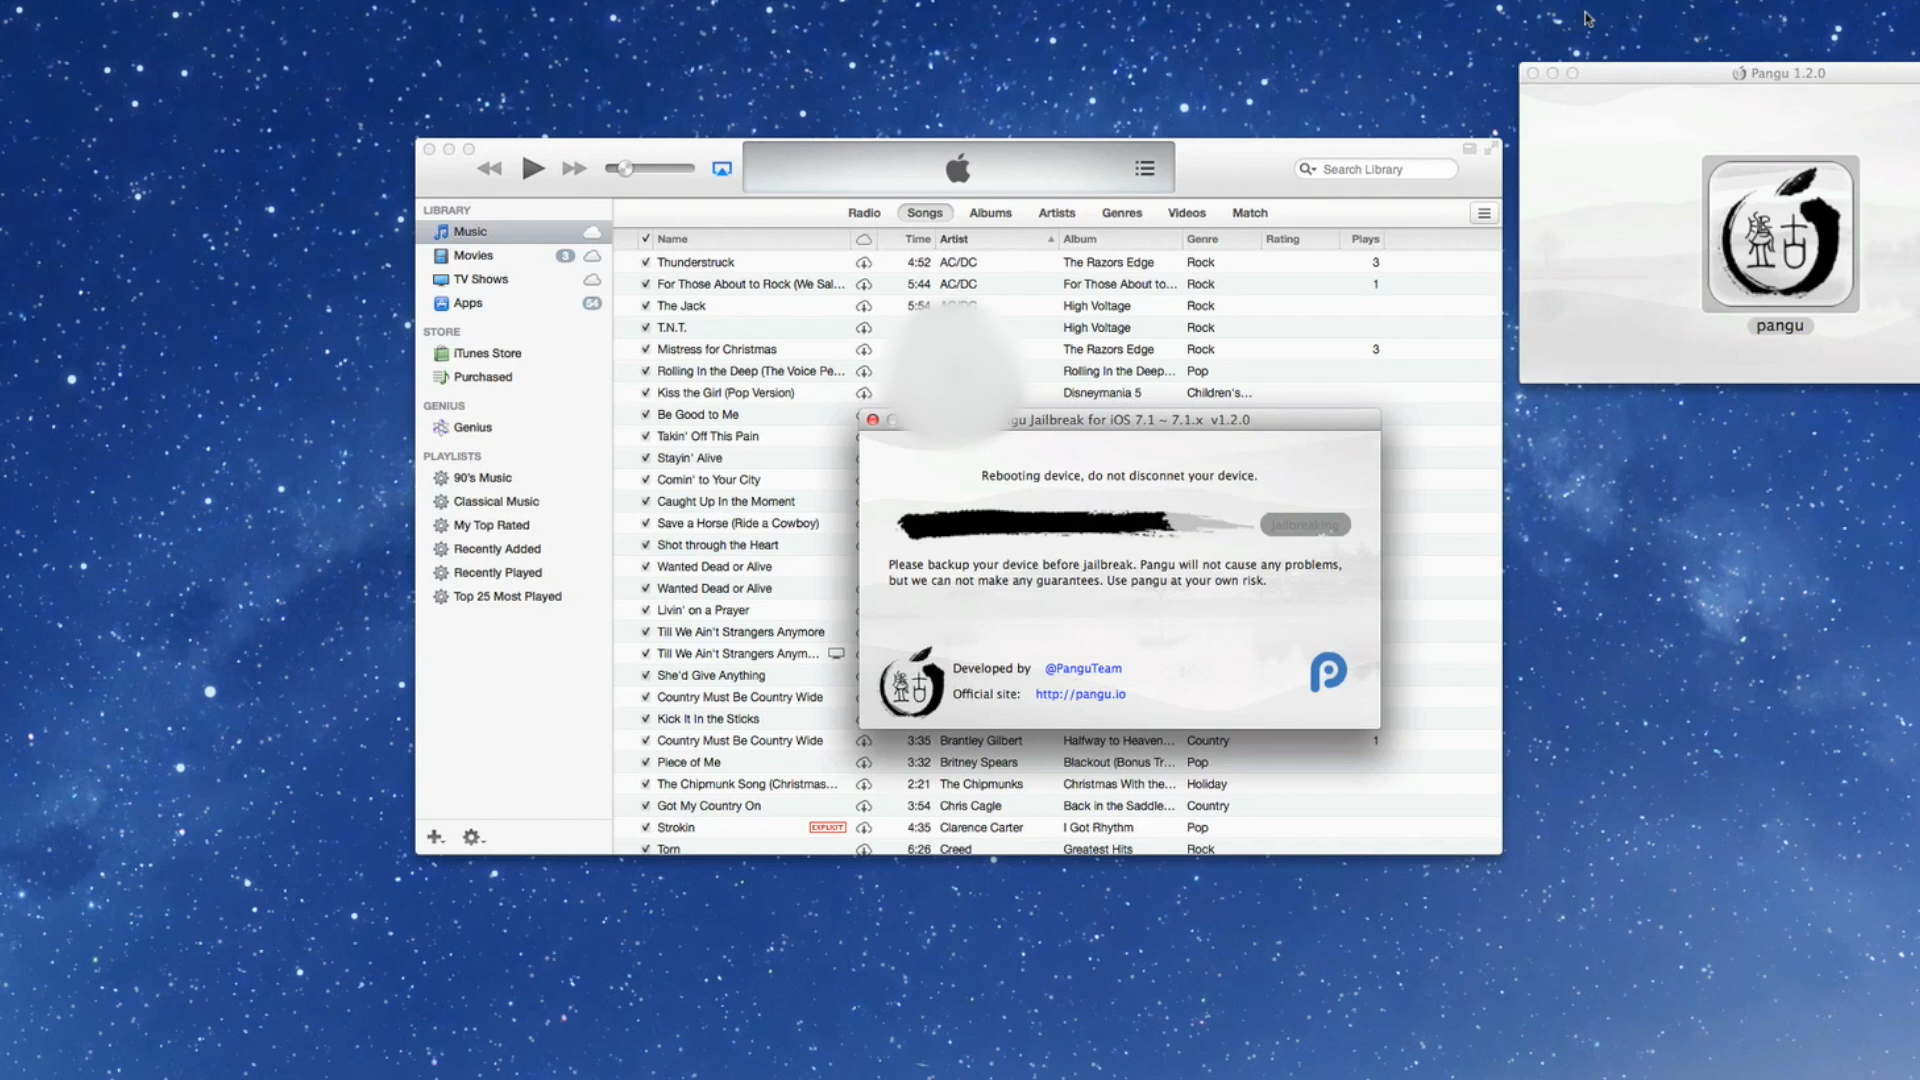 Pangu 1.2.0
盤古
pangu
Search Library
LIBRARY
Music
Movies 3
TV Shows
Apps 54
STORE
iTunes Store
Purchased
GENIUS
Genius
PLAYLISTS
90's Music
Classical Music
My Top Rated
Recently Added
Recently Played
Top 25 Most Played
Radio Songs Albums Artists Genres Videos Match
Name Time Artist Album Genre Rating Plays
Thunderstruck 4:52 AC/DC The Razors Edge Rock 3
For Those About to Rock (We Sal... 5:44 AC/DC For Those About to... Rock 1
The Jack 5:54 AC/DC High Voltage Rock
T.N.T. High Voltage Rock
Mistress for Christmas The Razors Edge Rock 3
Rolling In the Deep (The Voice Pe... Rolling In the Deep... Pop
Kiss the Girl (Pop Version) Disneymania 5 Children's...
Be Good to Me
Takin' Off This Pain
Stayin' Alive
Comin' to Your City
Caught Up In the Moment
Save a Horse (Ride a Cowboy)
Shot through the Heart
Wanted Dead or Alive
Wanted Dead or Alive
Livin' on a Prayer
Till We Ain't Strangers Anymore
Till We Ain't Strangers Anym...
She'd Give Anything
Country Must Be Country Wide
Kick It In the Sticks
Country Must Be Country Wide 3:35 Brantley Gilbert Halfway to Heaven... Country 1
Piece of Me 3:32 Britney Spears Blackout (Bonus Tr... Pop
The Chipmunk Song (Christmas... 2:21 The Chipmunks Christmas With the... Holiday
Got My Country On 3:54 Chris Cagle Back in the Saddle... Country
Strokin EXPLICIT 4:35 Clarence Carter I Got Rhythm Pop
Torn 6:26 Creed Greatest Hits Rock
gu Jailbreak for iOS 7.1 ~ 7.1.x v1.2.0
Rebooting device, do not disconnet your device.
Jailbreaking
Please backup your device before jailbreak. Pangu will not cause any problems,
but we can not make any guarantees. Use pangu at your own risk.
盤古
Developed by @PanguTeam
Official site: http://pangu.io